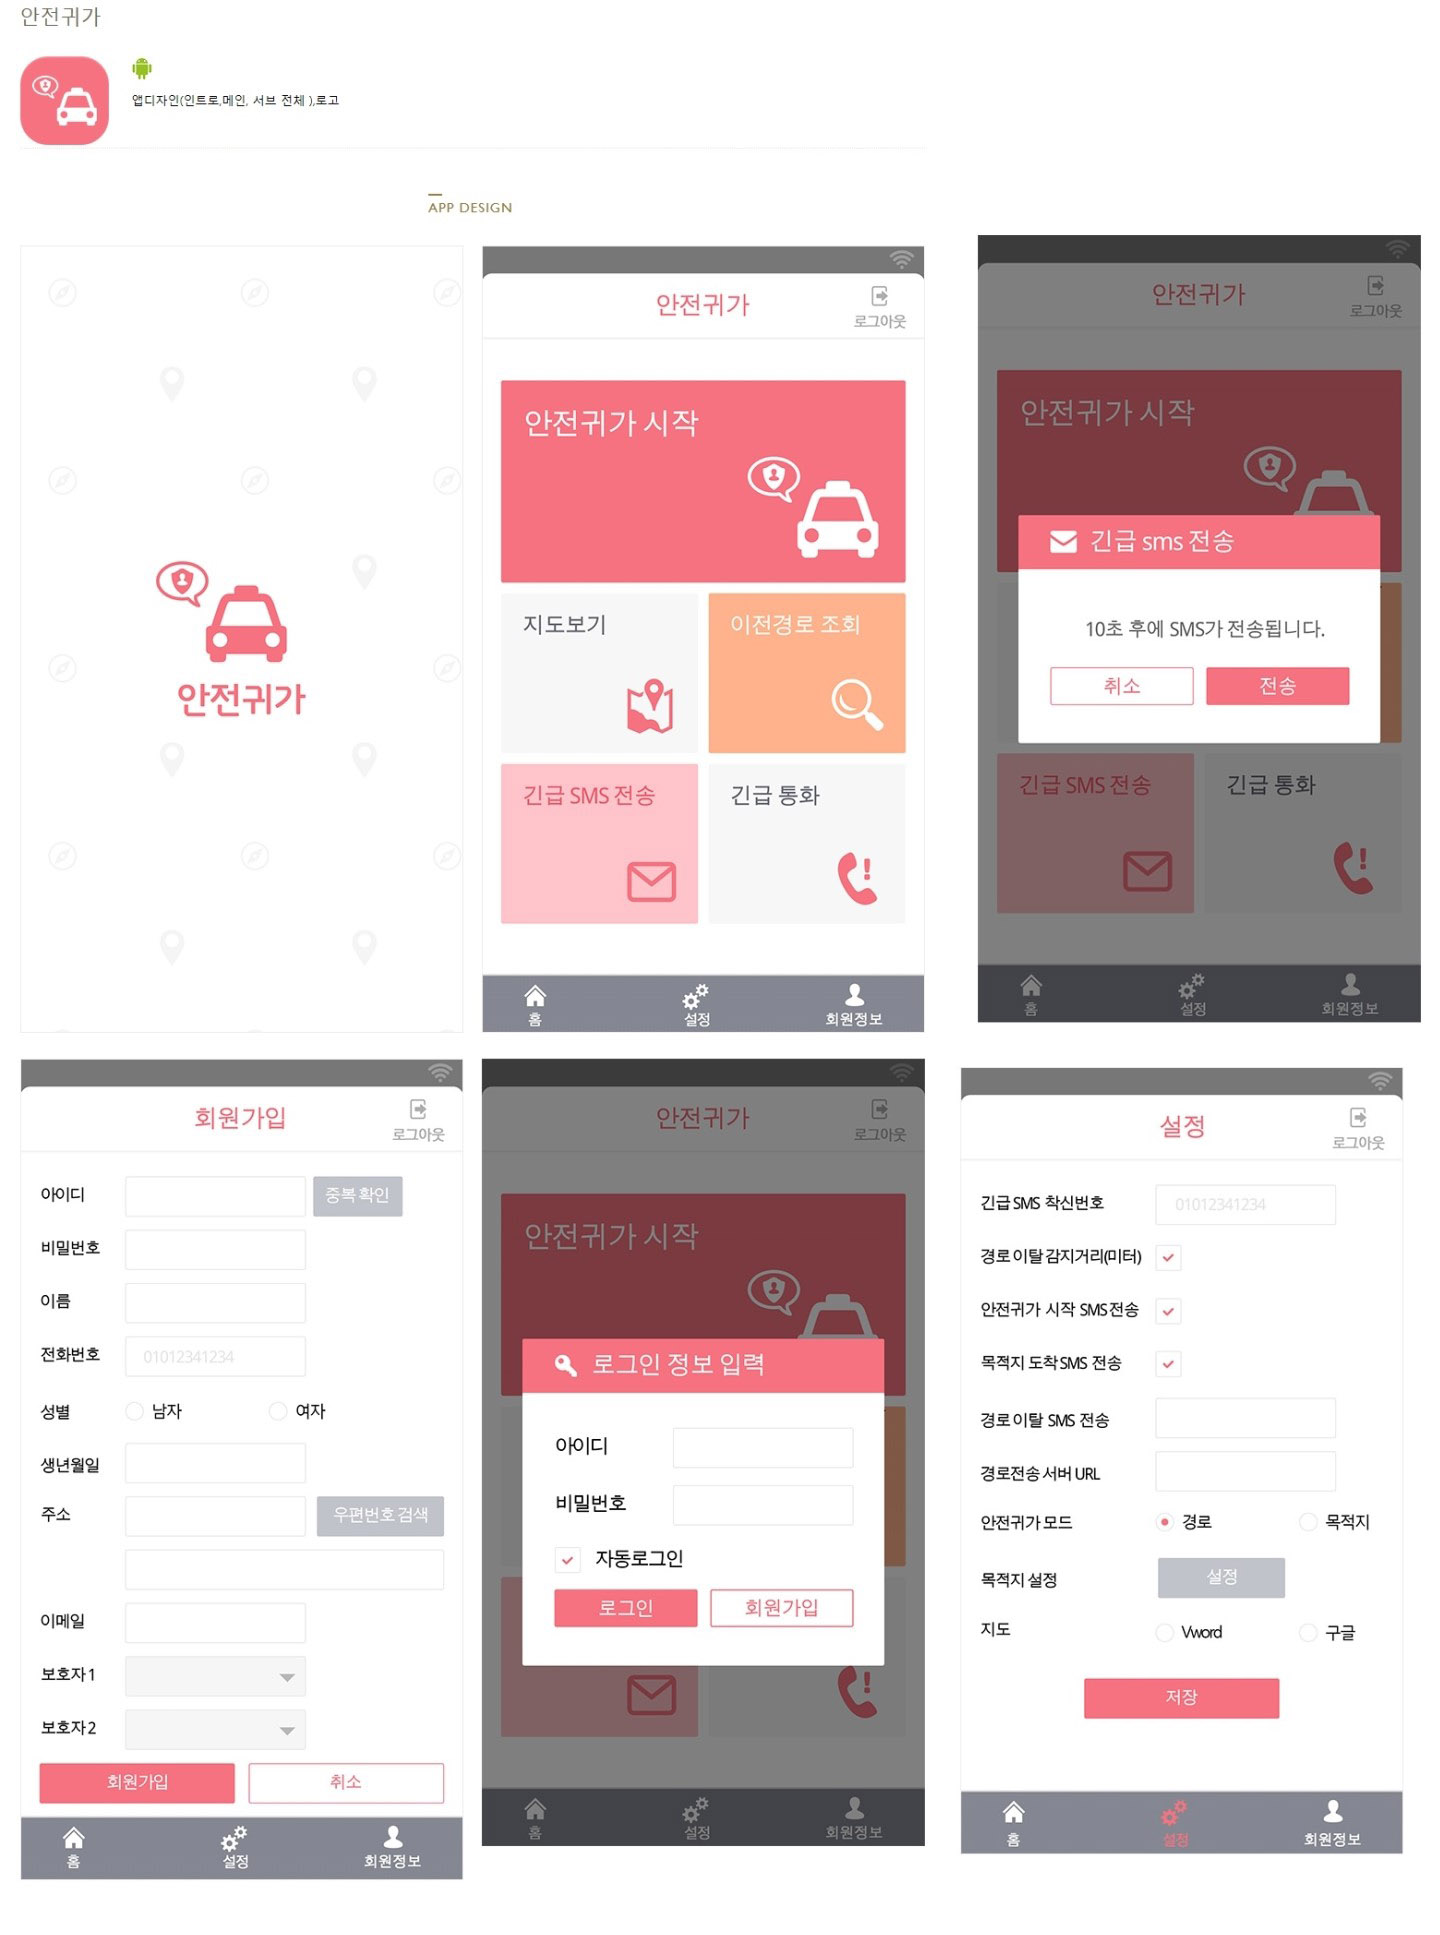 안전귀가
앱디자인(인트로,메인, 서브 전체 ),로고
APP DESIGN
안전귀가
안전귀가
로그아웃
안전귀가 시작
지도보기
이전경로 조회
긴급 SMS 전송
긴급 통화
홈
설정
회원정보
안전귀가
로그아웃
안전귀가 시작
긴급 sms 전송
10초 후에 SMS가 전송됩니다.
취소
전송
긴급 SMS 전송
긴급 통화
홈
설정
회원정보
회원가입
로그아웃
아이디
중복 확인
비밀번호
이름
전화번호
01012341234
성별
남자
여자
생년월일
주소
우편번호 검색
이메일
보호자 1
보호자 2
회원가입
취소
홈
설정
회원정보
안전귀가
로그아웃
안전귀가 시작
로그인 정보 입력
아이디
비밀번호
자동로그인
로그인
회원가입
홈
설정
회원정보
설정
로그아웃
긴급 SMS 착신번호
01012341234
경로 이탈 감지거리(미터)
안전귀가 시작 SMS 전송
목적지 도착 SMS 전송
경로 이탈 SMS 전송
경로전송 서버 URL
안전귀가 모드
경로
목적지
목적지 설정
설정
지도
Vword
구글
저장
홈
설정
회원정보